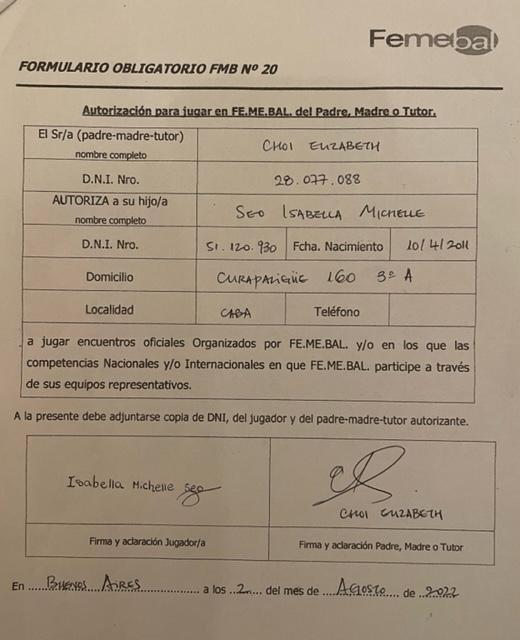 Femebal
FORMULARIO OBLIGATORIO FMB Nº 20
Autorización para jugar en FE.ME.BAL. del Padre, Madre o Tutor.
El Sr/a (padre-madre-tutor) CHOI ELIZABETH
nombre completo
D.N.I. Nro. 28.077.088
AUTORIZA a su hijo/a SEO ISABELLA MICHELLE
nombre completo
D.N.I. Nro. 51.120.930 Fcha. Nacimiento 10/4/2011
Domicilio CURAPALIGÜE 160 3º A
Localidad CABA Teléfono
a jugar encuentros oficiales Organizados por FE.ME.BAL. y/o en los que las
competencias Nacionales y/o Internacionales en que FE.ME.BAL. participe a través
de sus equipos representativos.
A la presente debe adjuntarse copia de DNI, del jugador y del padre-madre-tutor autorizante.
Isabella Michelle Seo
CHOI ELIZABETH
Firma y aclaración Jugador/a Firma y aclaración Padre, Madre o Tutor
En ..... BUENOS AIRES ............... a los ..2.... del mes de ..... AGOSTO .... de ..2022